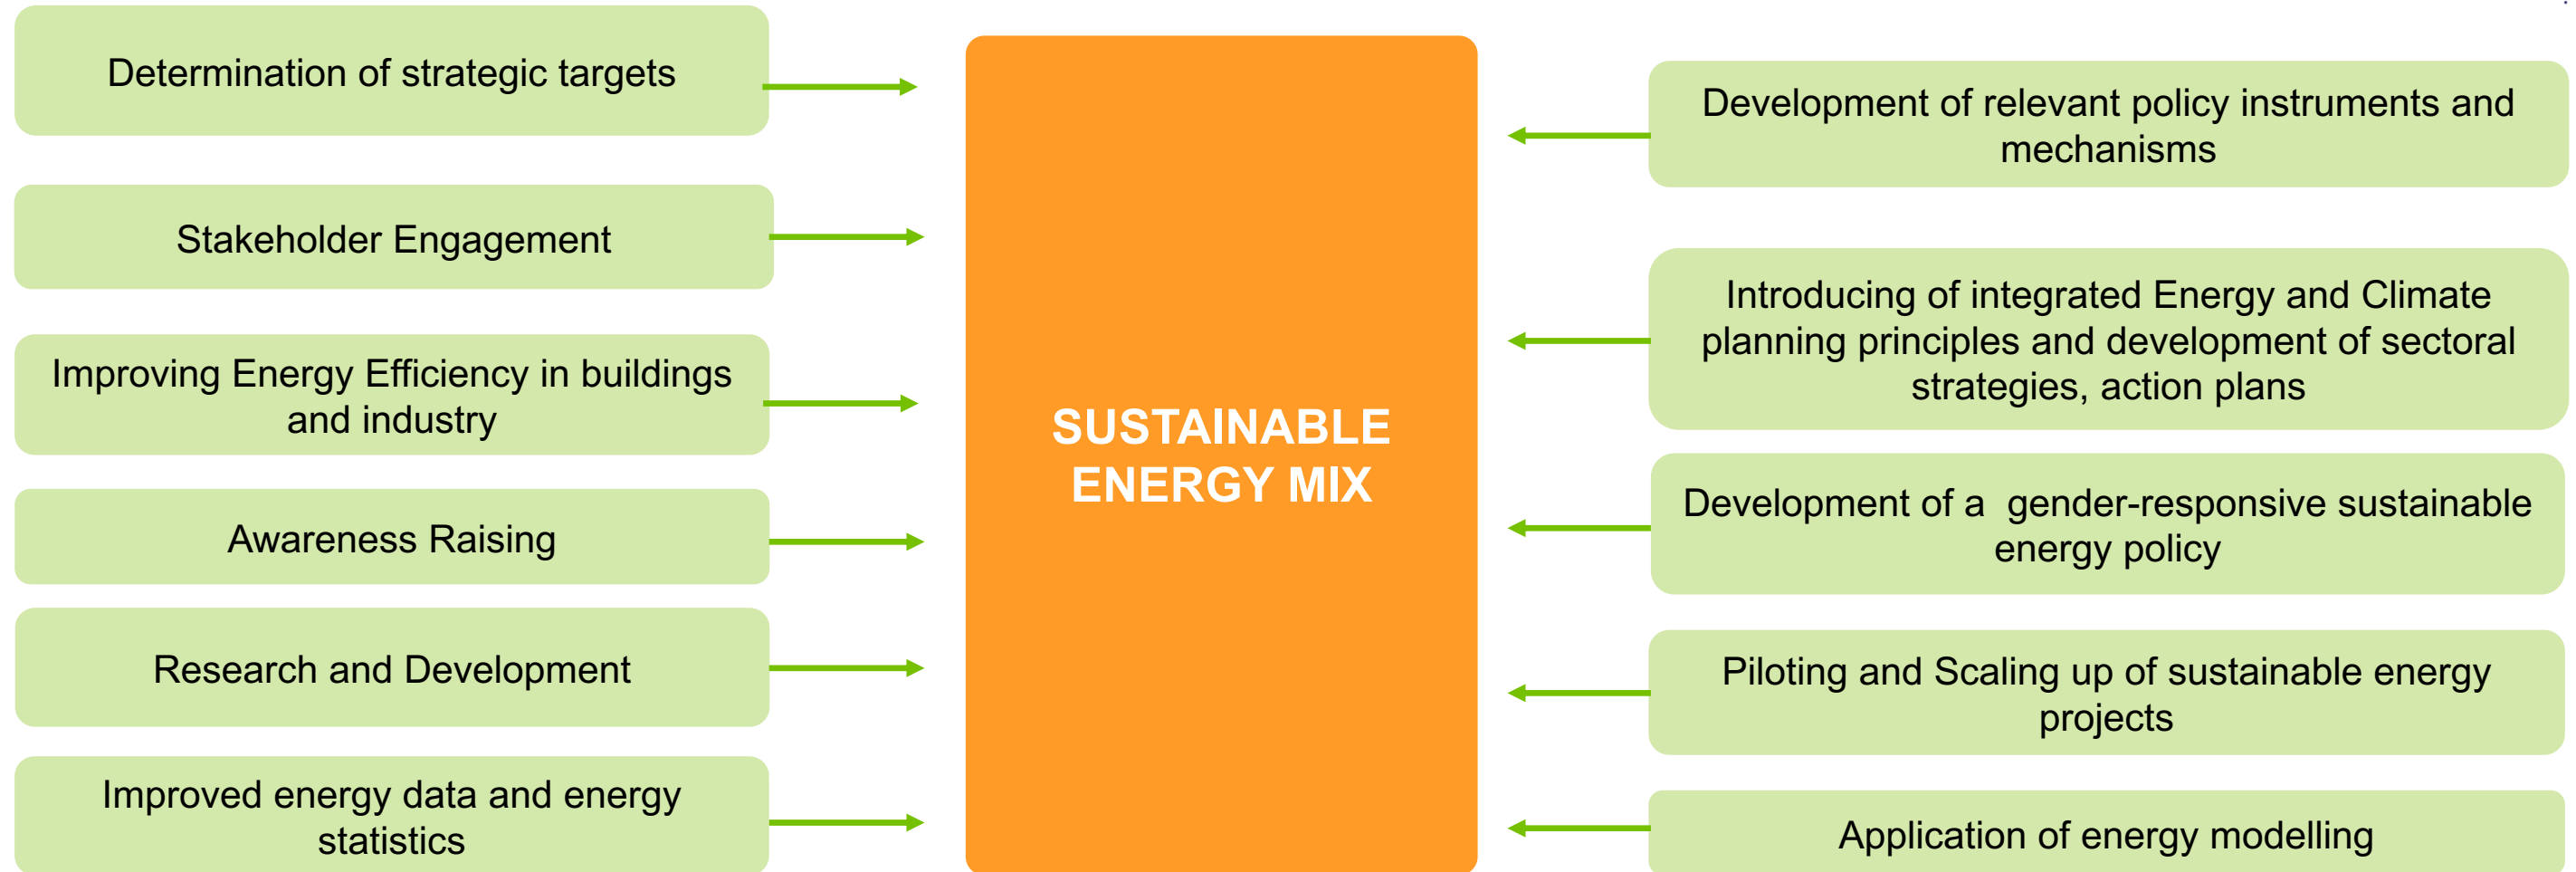 Determination of strategic targets
Stakeholder Engagement
Improving Energy Efficiency in buildings
and industry
Awareness Raising
Research and Development
Improved energy data and energy
statistics
SUSTAINABLE
ENERGY MIX
Development of relevant policy instruments and
mechanisms
Introducing of integrated Energy and Climate
planning principles and development of sectoral
strategies, action plans
Development of a  gender-responsive sustainable
energy policy
Piloting and Scaling up of sustainable energy
projects
Application of energy modelling